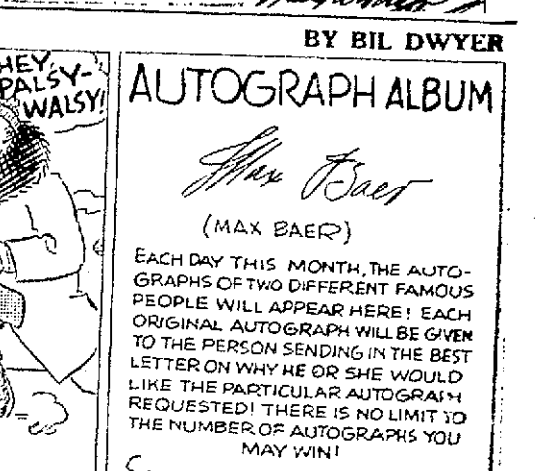 BY BIL DWYER
HEY,
PALSY-
WALSY!
AUTOGRAPH ALBUM
Max Baer
(MAX BAER)
EACH DAY THIS MONTH, THE AUTO-
GRAPHS OF TWO DIFFERENT FAMOUS
PEOPLE WILL APPEAR HERE! EACH
ORIGINAL AUTOGRAPH WILL BE GIVEN
TO THE PERSON SENDING IN THE BEST
LETTER ON WHY HE OR SHE WOULD
LIKE THE PARTICULAR AUTOGRAPH
REQUESTED! THERE IS NO LIMIT TO
THE NUMBER OF AUTOGRAPHS YOU
MAY WIN!